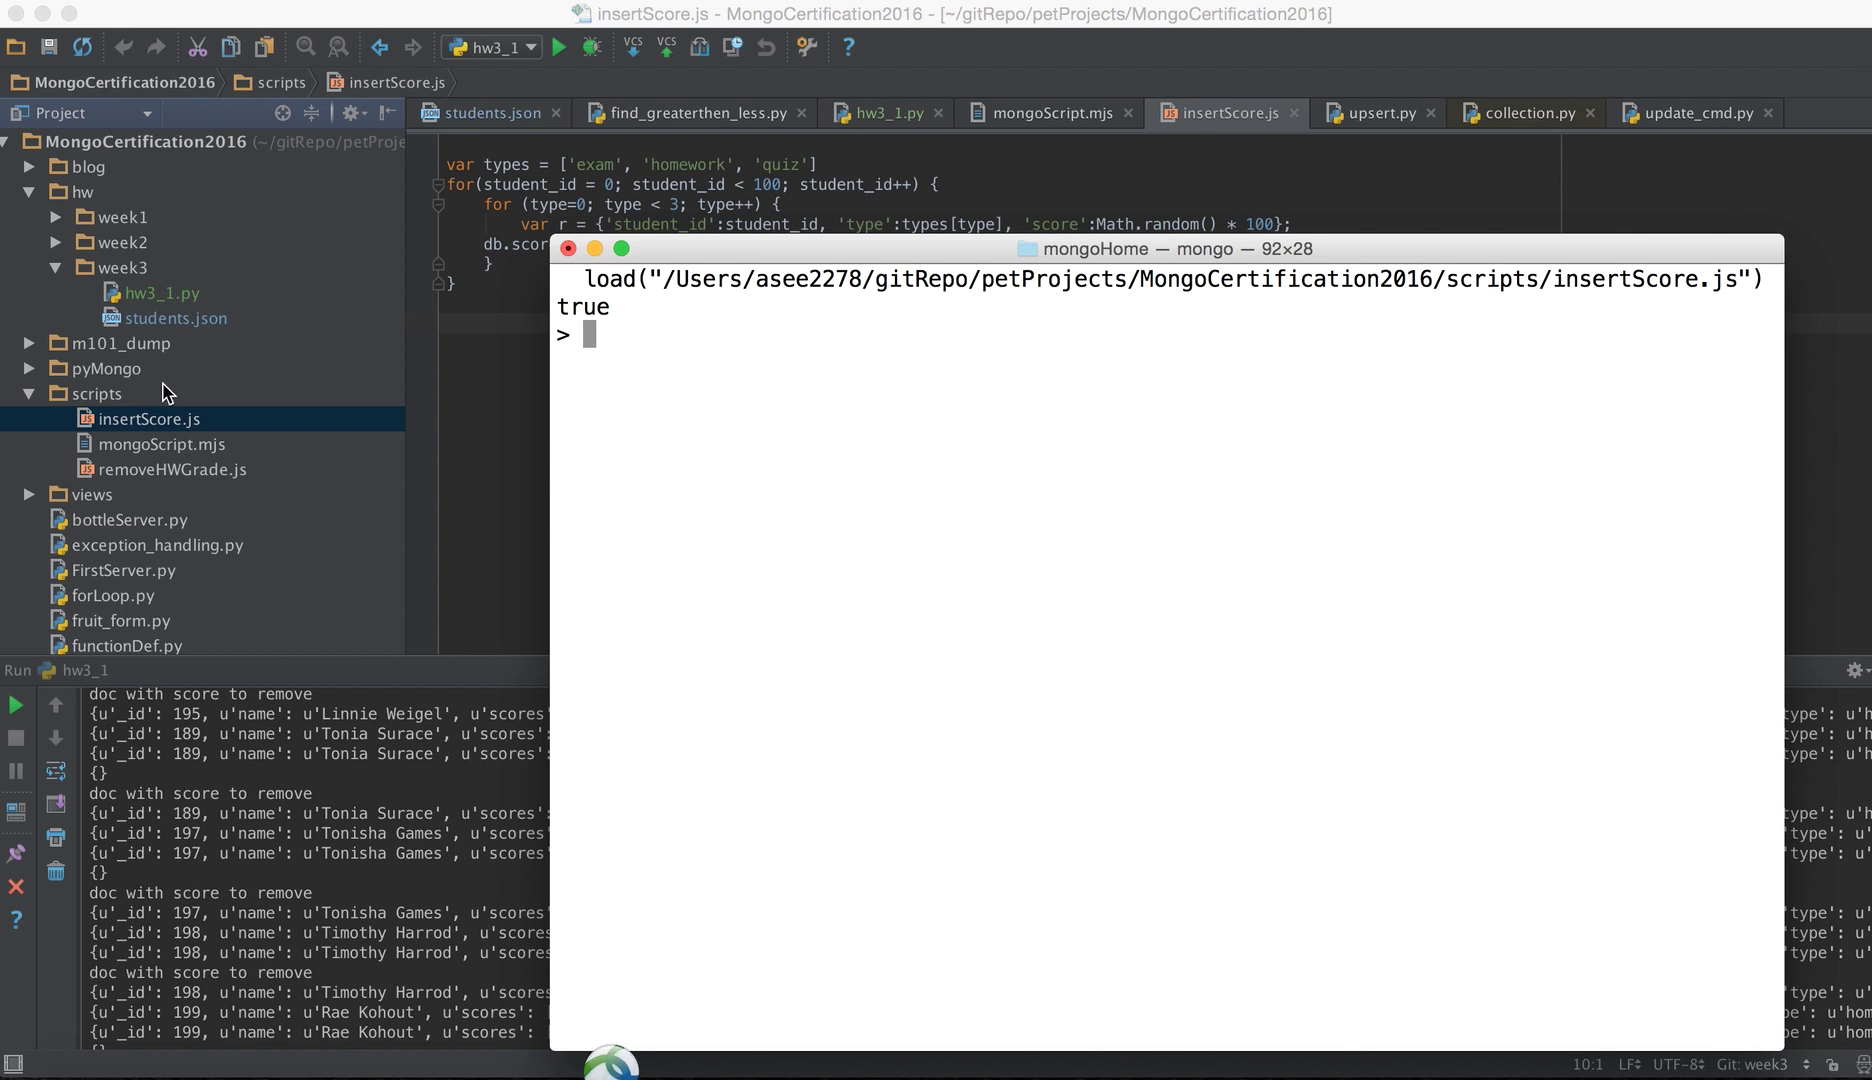 insertScore.js - MongoCertification2016 - [~/gitRepo/petProjects/MongoCertification2016]
hw3_1
VCS VCS
?
MongoCertification2016 scripts insertScore.js
Project
students.json find_greaterthen_less.py hw3_1.py mongoScript.mjs insertScore.js upsert.py collection.py update_cmd.py
MongoCertification2016 (~/gitRepo/petProje
blog
hw
week1
week2
week3
hw3_1.py
students.json
m101_dump
pyMongo
scripts
insertScore.js
mongoScript.mjs
removeHWGrade.js
views
bottleServer.py
exception_handling.py
FirstServer.py
forLoop.py
fruit_form.py
functionDef.py
var types = ['exam', 'homework', 'quiz']
for(student_id = 0; student_id < 100; student_id++) {
for (type=0; type < 3; type++) {
var r = {'student_id':student_id, 'type':types[type], 'score':Math.random() * 100};
db.scor
}
}
mongoHome — mongo — 92×28
load("/Users/asee2278/gitRepo/petProjects/MongoCertification2016/scripts/insertScore.js")
true
>
Run hw3_1
doc with score to remove
{u'_id': 195, u'name': u'Linnie Weigel', u'scores' type': u'h
{u'_id': 189, u'name': u'Tonia Surace', u'scores': type': u'h
{u'_id': 189, u'name': u'Tonia Surace', u'scores': type': u'h
{}
doc with score to remove
{u'_id': 189, u'name': u'Tonia Surace', u'scores': type': u'h
{u'_id': 197, u'name': u'Tonisha Games', u'scores' 'type': u'
{u'_id': 197, u'name': u'Tonisha Games', u'scores' 'type': u'
{}
doc with score to remove
{u'_id': 197, u'name': u'Tonisha Games', u'scores' 'type': u'
{u'_id': 198, u'name': u'Timothy Harrod', u'scores 'type': u'
{u'_id': 198, u'name': u'Timothy Harrod', u'scores 'type': u'
doc with score to remove
{u'_id': 198, u'name': u'Timothy Harrod', u'scores 'type': u'
{u'_id': 199, u'name': u'Rae Kohout', u'scores': pe': u'hom
{u'_id': 199, u'name': u'Rae Kohout', u'scores': pe': u'hom
?
10:1 LF UTF-8 Git: week3